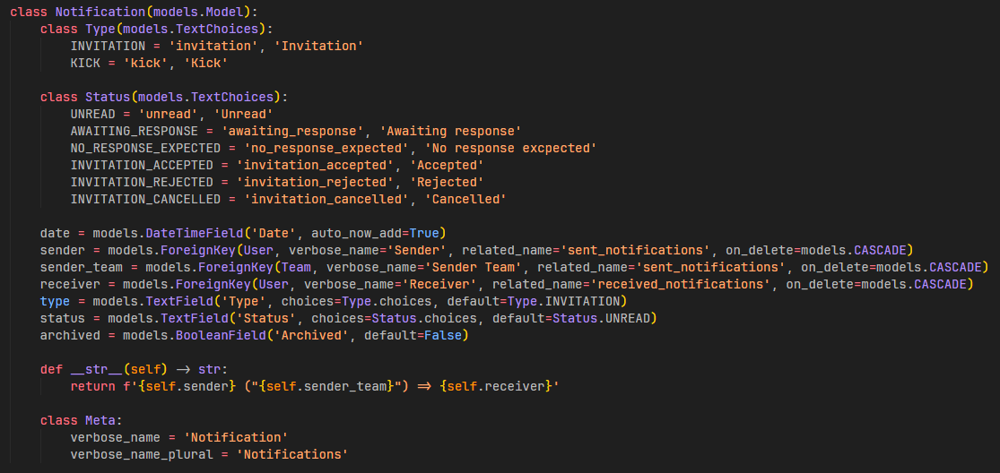 class Notification(models.Model):
    class Type(models.TextChoices):
        INVITATION = 'invitation', 'Invitation'
        KICK = 'kick', 'Kick'

    class Status(models.TextChoices):
        UNREAD = 'unread', 'Unread'
        AWAITING_RESPONSE = 'awaiting_response', 'Awaiting response'
        NO_RESPONSE_EXPECTED = 'no_response_expected', 'No response excpected'
        INVITATION_ACCEPTED = 'invitation_accepted', 'Accepted'
        INVITATION_REJECTED = 'invitation_rejected', 'Rejected'
        INVITATION_CANCELLED = 'invitation_cancelled', 'Cancelled'

    date = models.DateTimeField('Date', auto_now_add=True)
    sender = models.ForeignKey(User, verbose_name='Sender', related_name='sent_notifications', on_delete=models.CASCADE)
    sender_team = models.ForeignKey(Team, verbose_name='Sender Team', related_name='sent_notifications', on_delete=models.CASCADE)
    receiver = models.ForeignKey(User, verbose_name='Receiver', related_name='received_notifications', on_delete=models.CASCADE)
    type = models.TextField('Type', choices=Type.choices, default=Type.INVITATION)
    status = models.TextField('Status', choices=Status.choices, default=Status.UNREAD)
    archived = models.BooleanField('Archived', default=False)

    def __str__(self) -> str:
        return f'{self.sender} ("{self.sender_team}") => {self.receiver}'

    class Meta:
        verbose_name = 'Notification'
        verbose_name_plural = 'Notifications'